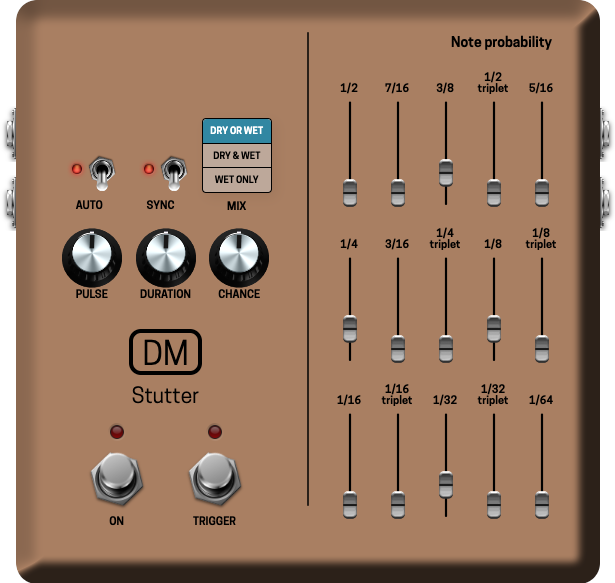 Note probability
1/2 7/16 3/8 1/2 triplet 5/16
DRY OR WET
DRY & WET
WET ONLY
AUTO SYNC MIX
1/4 3/16 1/4 triplet 1/8 1/8 triplet
PULSE DURATION CHANCE
DM
Stutter
1/16 1/16 triplet 1/32 1/32 triplet 1/64
ON TRIGGER